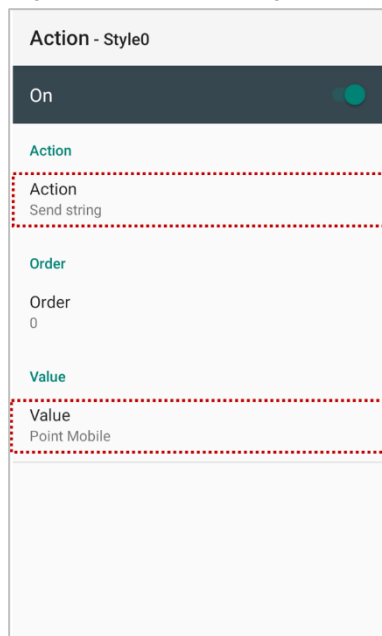 Action - Style0
On
Action
Action
Send string
Order
Order
0
Value
Value
Point Mobile